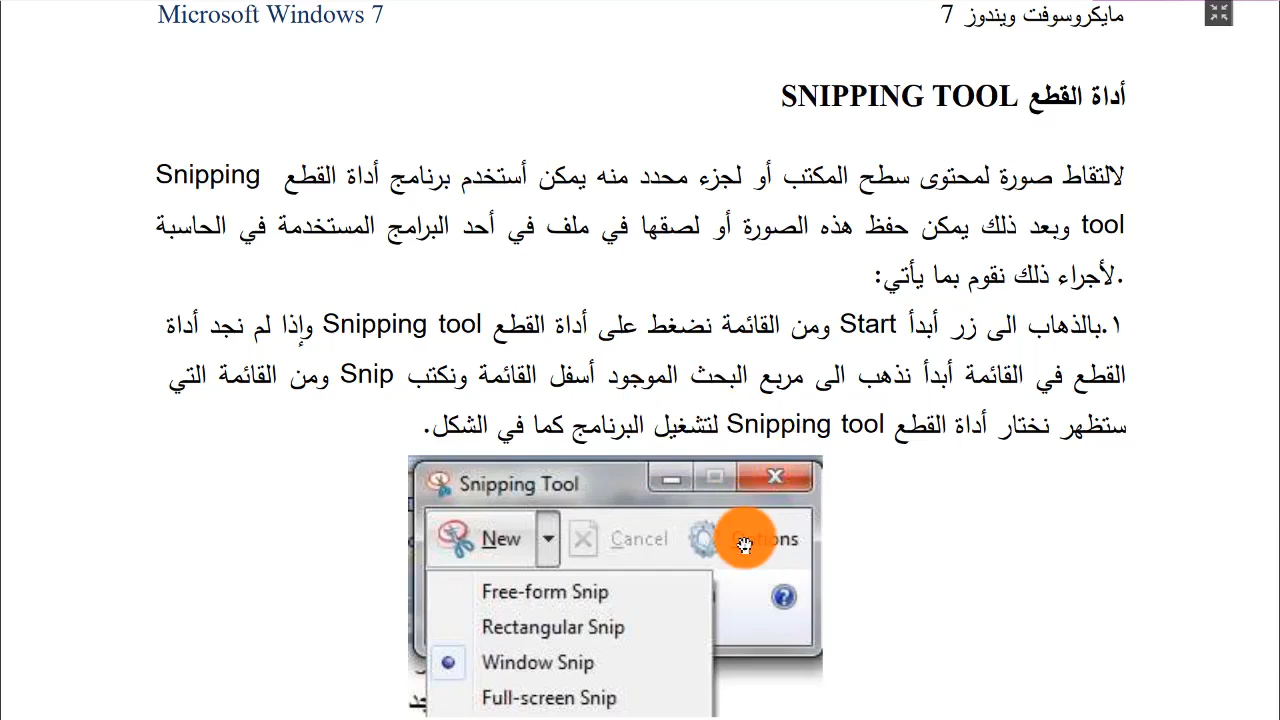 مايكروسوفت ويندوز 7
Microsoft Windows 7
أداة القطع SNIPPING TOOL
لالتقاط صورة لمحتوى سطح المكتب أو لجزء محدد منه يمكن أستخدم برنامج أداة القطع Snipping
tool وبعد ذلك يمكن حفظ هذه الصورة أو لصقها في ملف في أحد البرامج المستخدمة في الحاسبة
.لأجراء ذلك نقوم بما يأتي:
١.بالذهاب الى زر أبدأ Start ومن القائمة نضغط على أداة القطع Snipping tool وإذا لم نجد أداة
القطع في القائمة أبدأ نذهب الى مربع البحث الموجود أسفل القائمة ونكتب Snip ومن القائمة التي
ستظهر نختار أداة القطع Snipping tool لتشغيل البرنامج كما في الشكل.
Snipping Tool
New Cancel
Free-form Snip
Rectangular Snip
Window Snip
Full-screen Snip